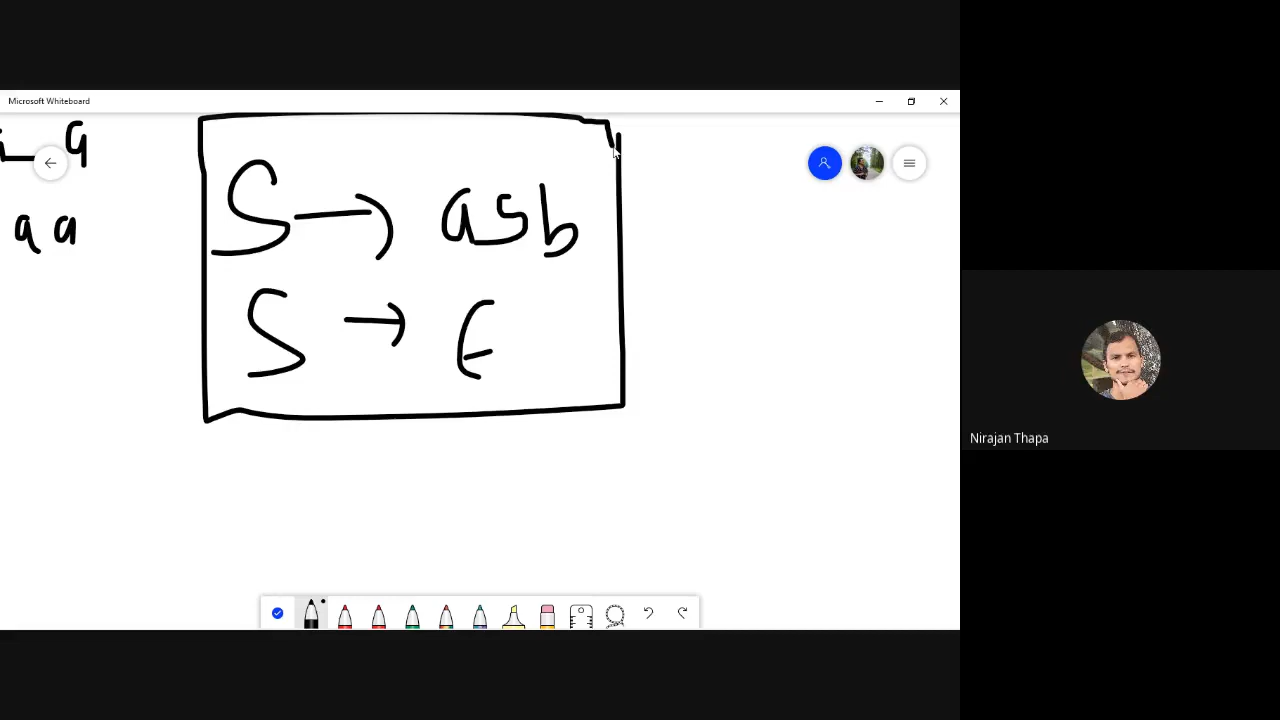 Microsoft Whiteboard
a
S → asb
a a
S → ϵ
Nirajan Thapa